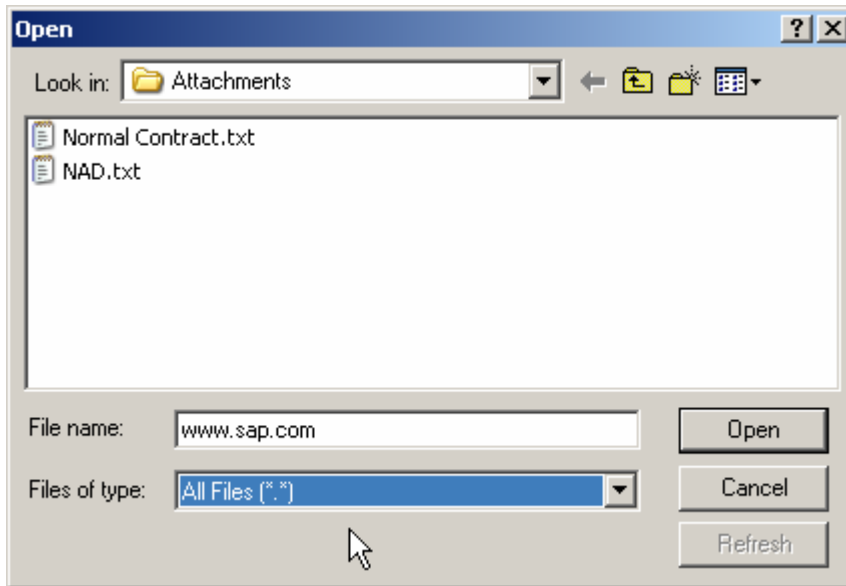 Open
Look in: Attachments
Normal Contract.txt
NAD.txt
File name: www.sap.com Open
Files of type: All Files (*.*) Cancel
Refresh